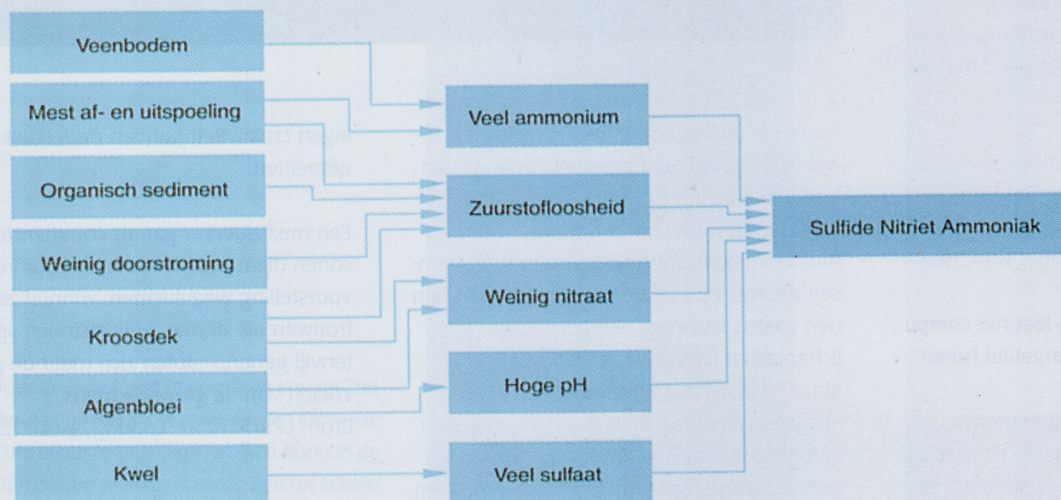 Veenbodem
Mest af- en uitspoeling
Organisch sediment
Weinig doorstroming
Kroosdek
Algenbloei
Kwel
Veel ammonium
Zuurstofloosheid
Weinig nitraat
Hoge pH
Veel sulfaat
Sulfide Nitriet Ammoniak